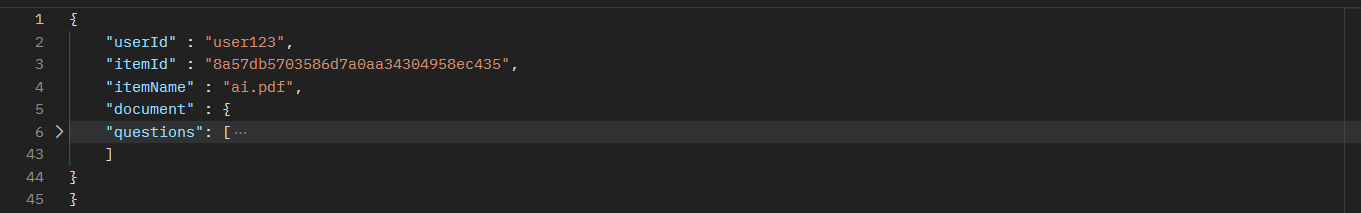 1 {
2 "userId" : "user123",
3 "itemId" : "8a57db5703586d7a0aa34304958ec435",
4 "itemName" : "ai.pdf",
5 "document" : {
6 > "questions": [ ···
43 ]
44 }
45 }